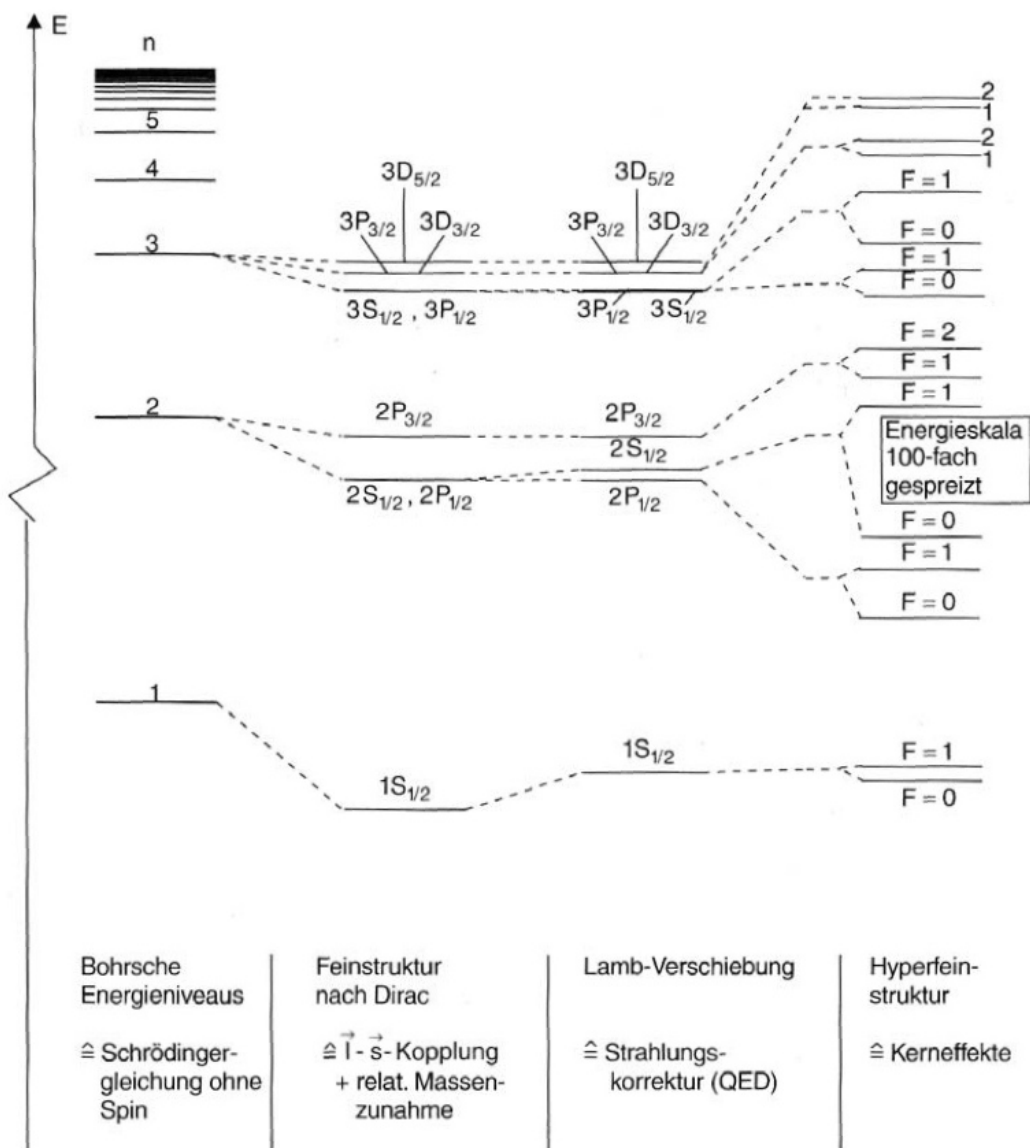 E
n
5
4
3
2
1
3D5/2
3P3/2 3D3/2
3S1/2 , 3P1/2
2P3/2
2S1/2 , 2P1/2
1S1/2
3D5/2
3P3/2 3D3/2
3P1/2 3S1/2
2P3/2
2S1/2
2P1/2
1S1/2
2
1
2
1
F = 1
F = 0
F = 1
F = 0
F = 2
F = 1
F = 1
Energieskala
100-fach
gespreizt
F = 0
F = 1
F = 0
F = 1
F = 0
Bohrsche
Energieniveaus
≙ Schrödinger-
gleichung ohne
Spin
Feinstruktur
nach Dirac
≙ l⃗ - s⃗ - Kopplung
+ relat. Massen-
zunahme
Lamb-Verschiebung
≙ Strahlungs-
korrektur (QED)
Hyperfein-
struktur
≙ Kerneffekte